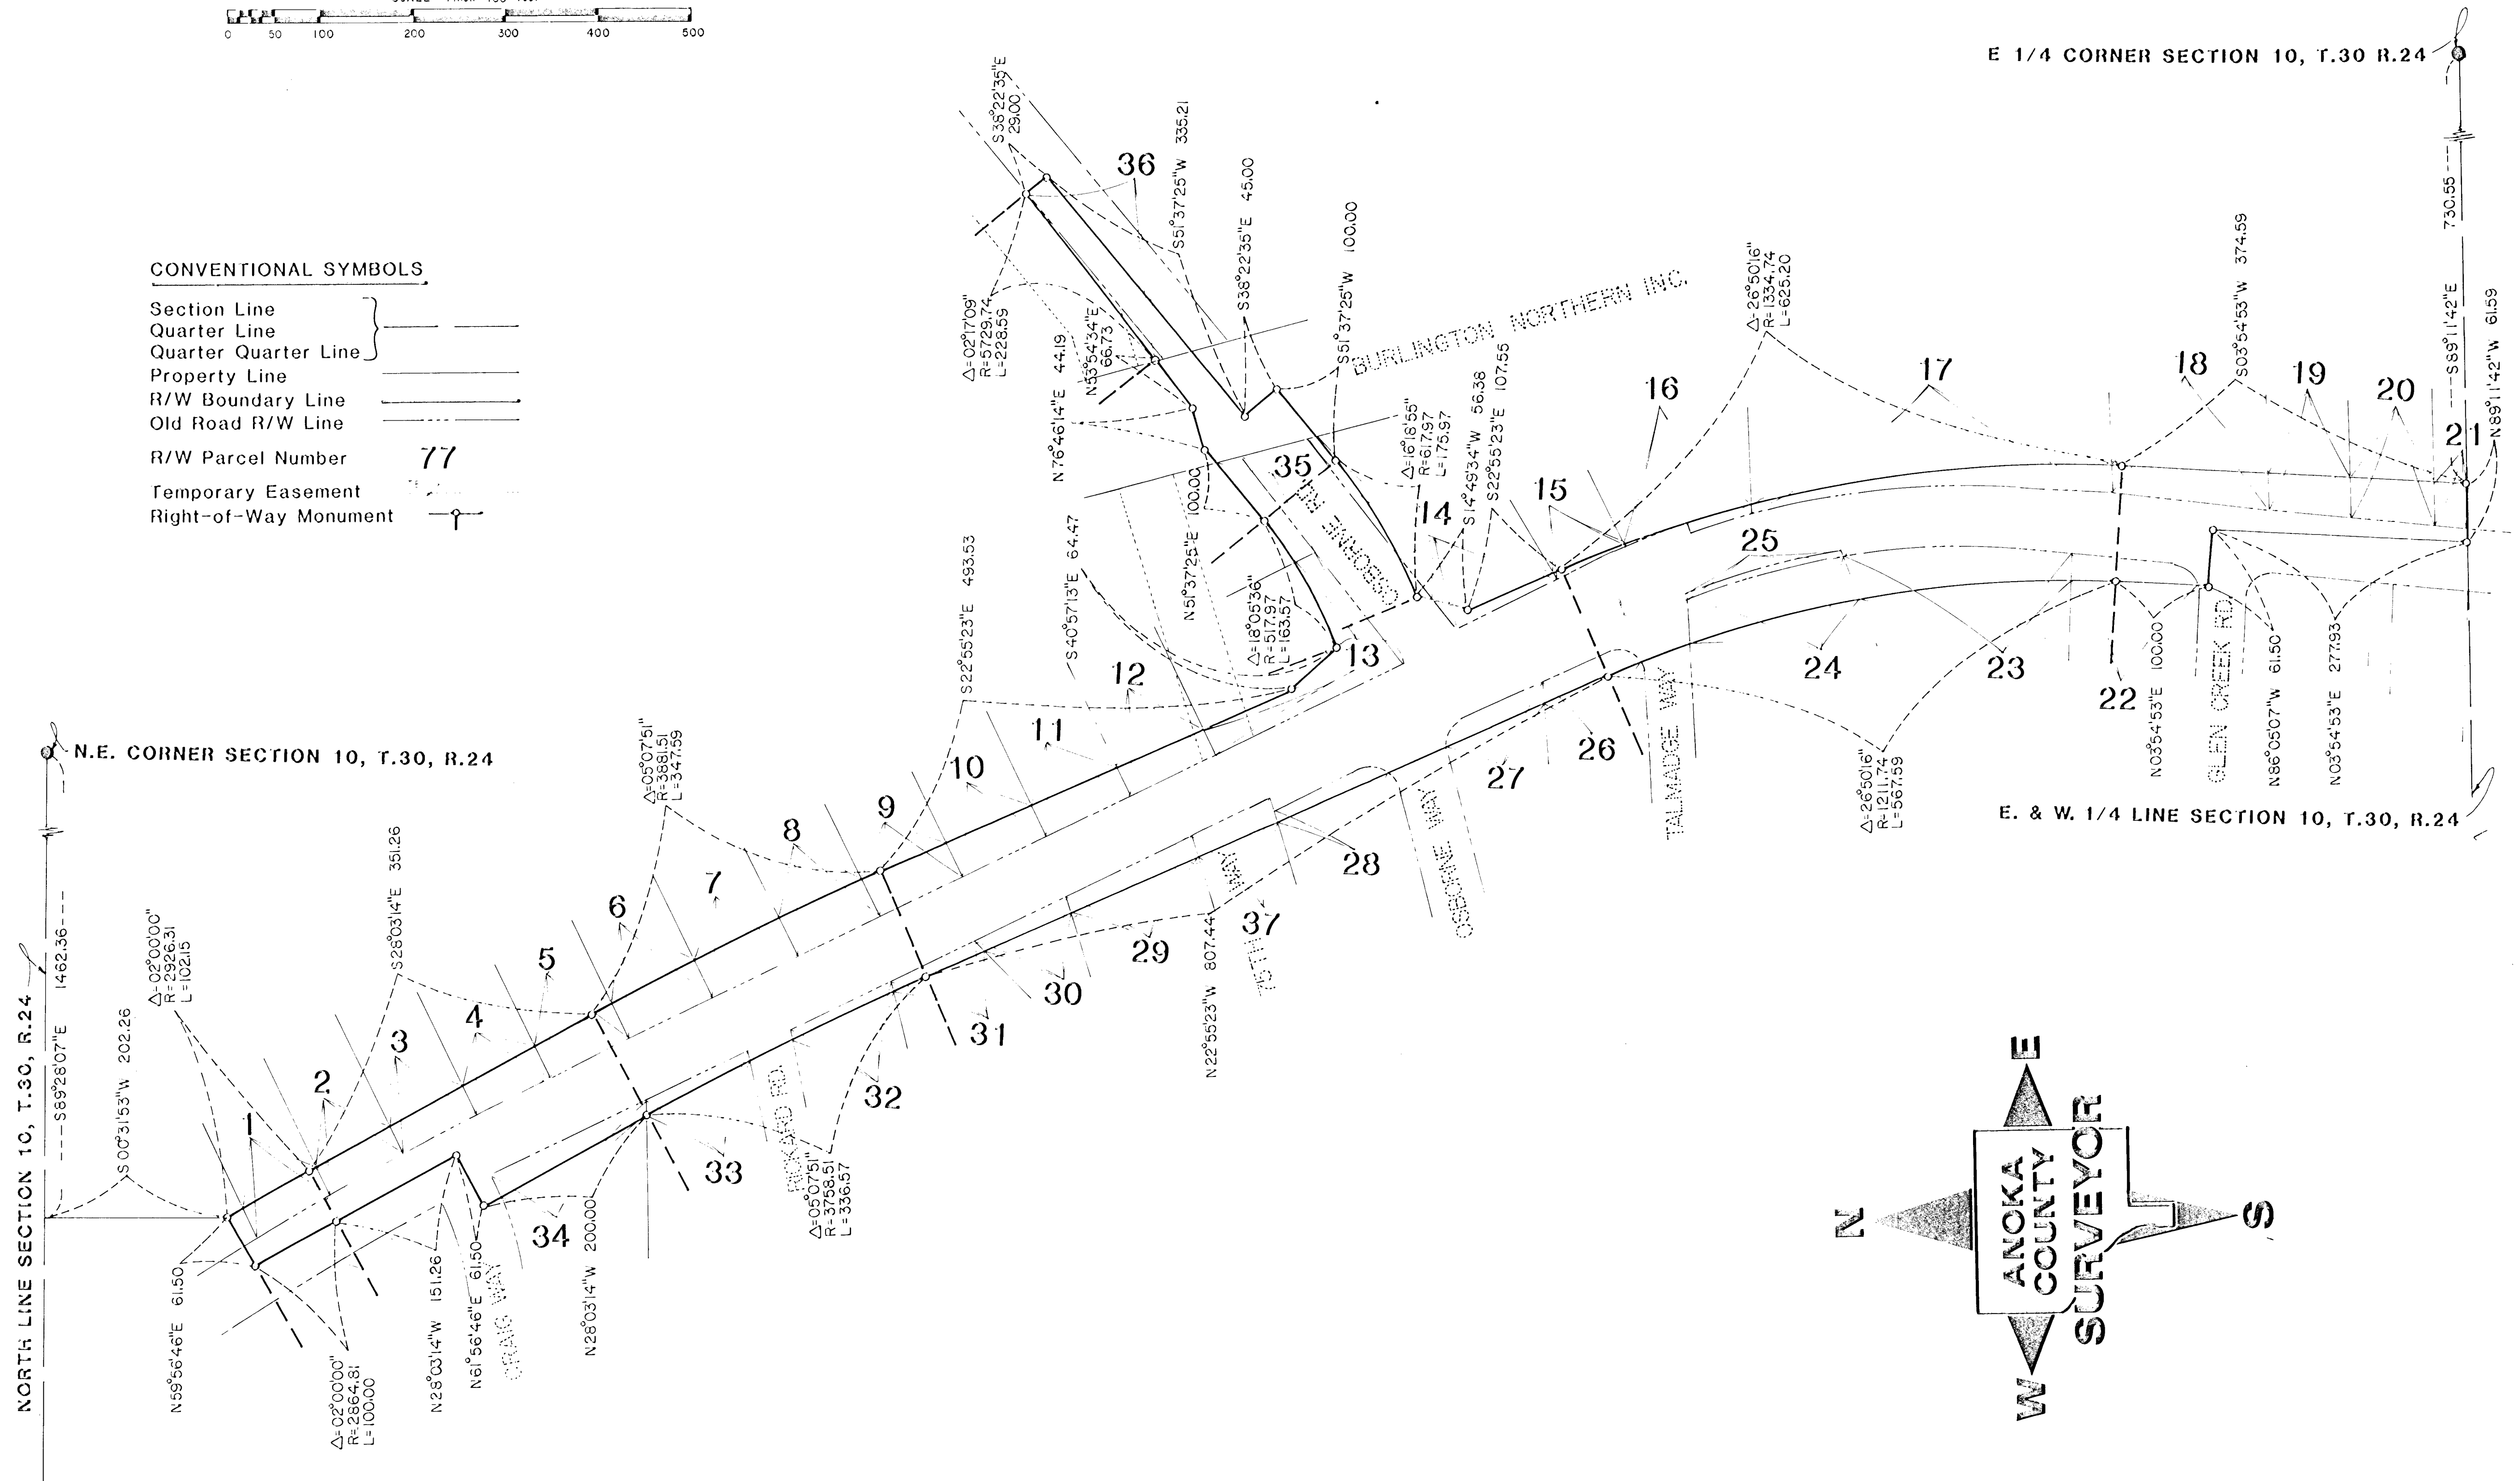 0 50 100 200 300 400 500
CONVENTIONAL SYMBOLS
Section Line
Quarter Line
Quarter Quarter Line
Property Line
R/W Boundary Line
Old Road R/W Line
R/W Parcel Number 77
Temporary Easement
Right-of-Way Monument
E 1/4 CORNER SECTION 10, T.30 R.24
730.55
S89°11'42"E
N89°11'42"W 61.59
S38°22'35"E
29.00
36
S51°37'25"W 335.21
S38°22'35"E 45.00
S51°37'25"W 100.00
BURLINGTON NORTHERN INC.
△=02°17'09"
R=5729.74
L=228.59
N53°54'34"E
66.73
N76°46'14"E 44.19
N51°37'25"E 100.00
S40°57'13"E 64.47
S22°55'23"E 493.53
△=18°05'36"
R=517.97
L=163.57
35
OSBORNE RD.
△=16°18'55"
R=617.97
L=175.97
S14°49'34"W 56.38
S22°55'23"E 107.55
△=26°50'16"
R=1334.74
L=625.20
S03°54'53"W 374.59
13
14
15
16
17
18
19
20
21
25
24
23
22
26
27
28
37
29
30
31
32
33
34
12
11
10
9
8
7
6
5
4
3
2
1
N03°54'53"E 100.00
GLEN CREEK RD.
N86°05'07"W 61.50
N03°54'53"E 277.93
△=26°50'16"
R=1211.74
L=567.59
TALMADGE WAY
OSBORNE WAY
75TH WAY
N22°55'23"W 807.44
E. & W. 1/4 LINE SECTION 10, T.30, R.24
N.E. CORNER SECTION 10, T.30, R.24
NORTH LINE SECTION 10, T.30, R.24
S89°28'07"E 1462.36
S00°31'53"W 202.26
△=02°00'00"
R=2926.31
L=102.15
S28°03'14"E 351.26
△=05°07'51"
R=3881.51
L=347.59
RICKARD RD.
△=05°07'51"
R=3758.51
L=336.57
N28°03'14"W 200.00
CRAIG WAY
N61°56'46"E 61.50
N28°03'14"W 151.26
△=02°00'00"
R=2864.81
L=100.00
N59°56'46"E 61.50
N
E
S
W
ANOKA
COUNTY
SURVEYOR